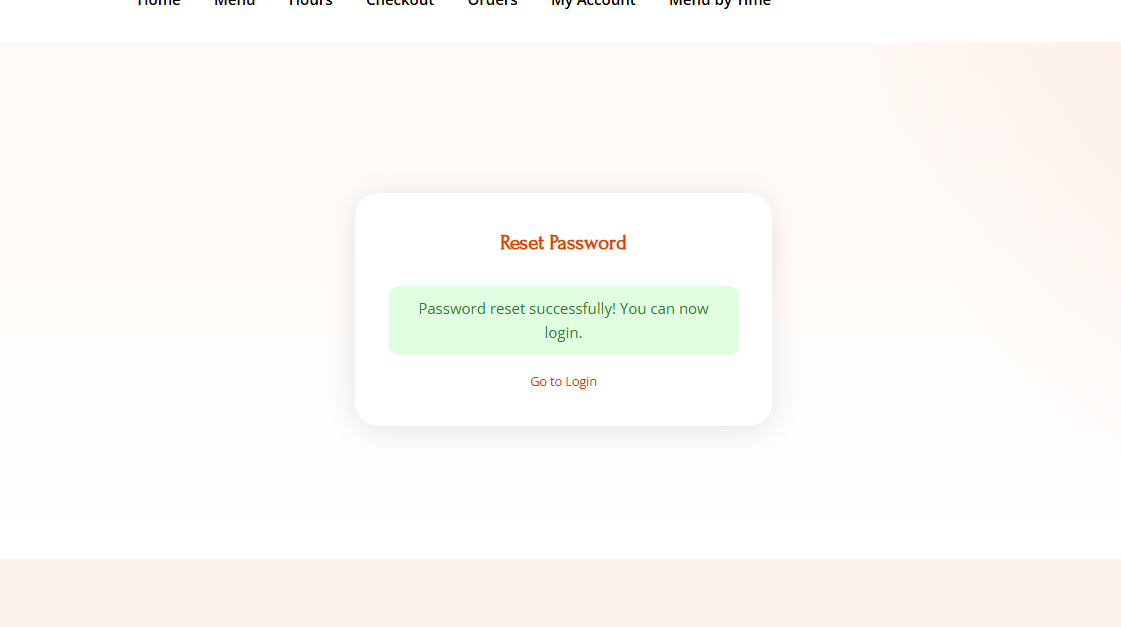 Home Menu Hours Checkout Orders My Account Menu by Time
Reset Password
Password reset successfully! You can now
login.
Go to Login